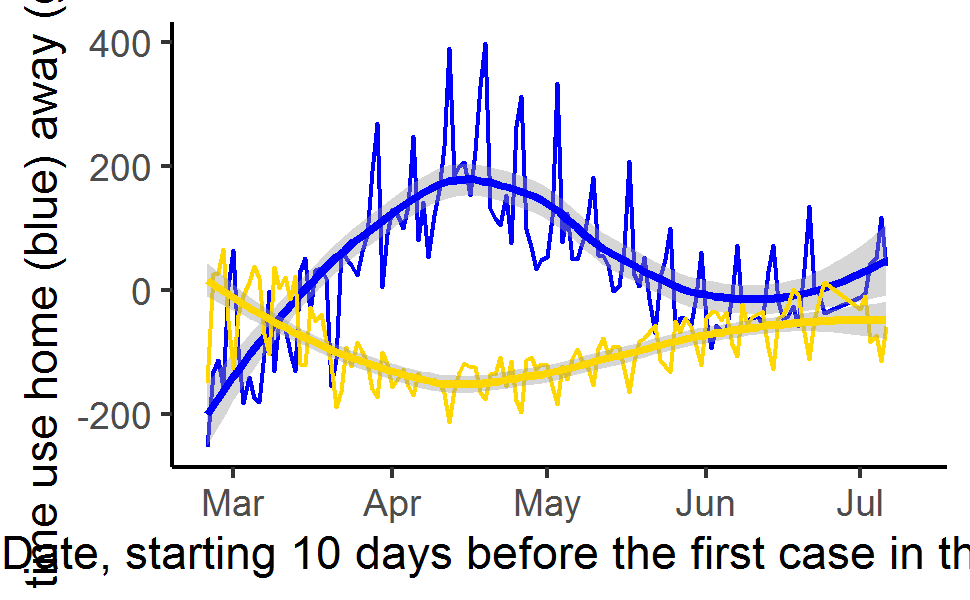 time use home (blue) away (
400
200
0
-200
Mar Apr May Jun Jul
Date, starting 10 days before the first case in th